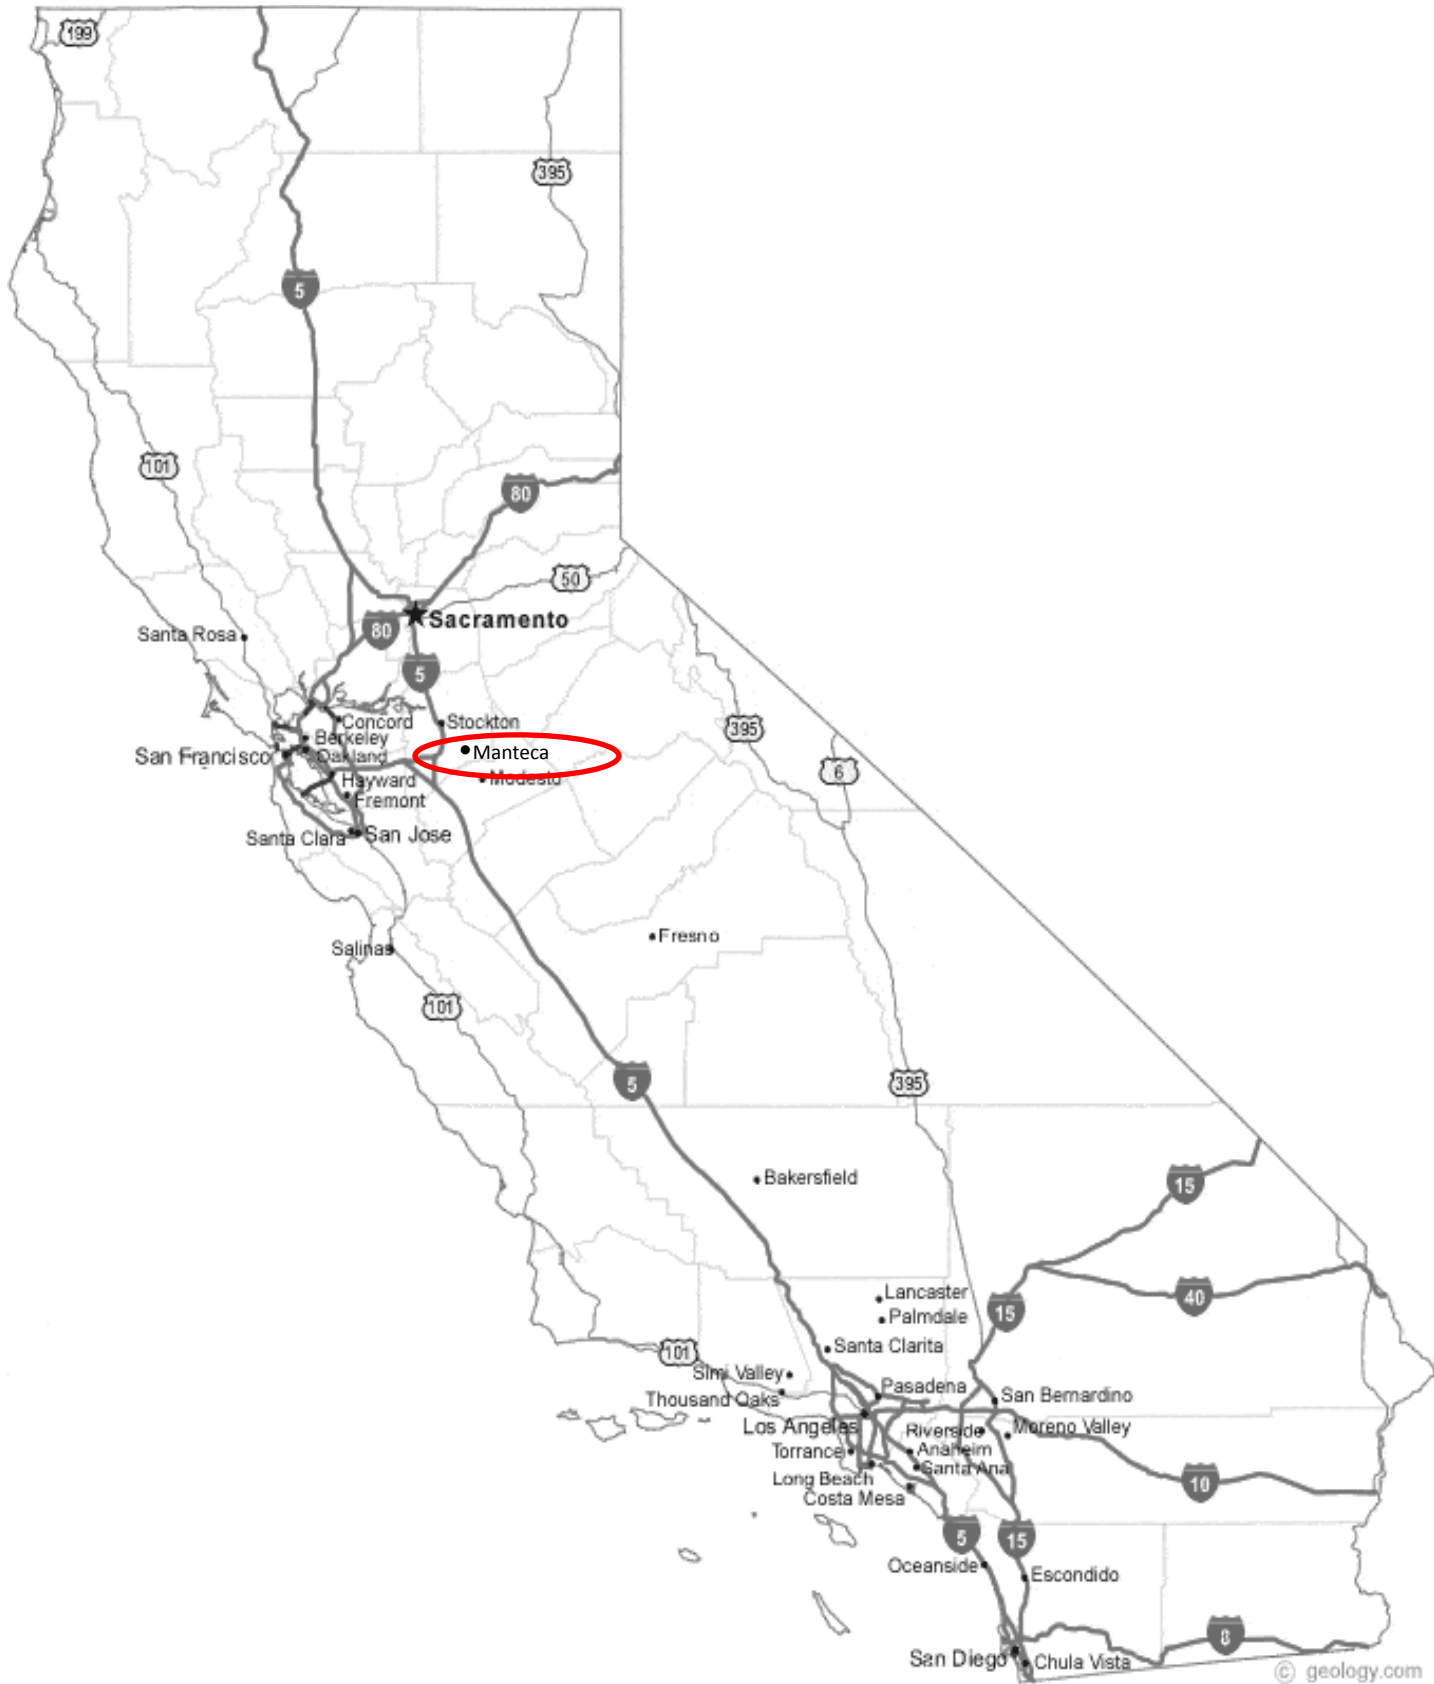 199
395
5
101
80
50
Sacramento
80
Santa Rosa
5
Concord
Stockton
395
Berkeley
San Francisco
Oakland
Manteca
6
Hayward
Modesto
Fremont
Santa Clara
San Jose
Fresno
Salinas
101
5
395
Bakersfield
15
Lancaster
40
Palmdale
15
Santa Clarita
101
Simi Valley
Pasadena
San Bernardino
Thousand Oaks
Los Angeles
Riverside
Moreno Valley
Torrance
Anaheim
Santa Ana
Long Beach
10
Costa Mesa
5
15
Oceanside
Escondido
8
San Diego
Chula Vista
© geology.com